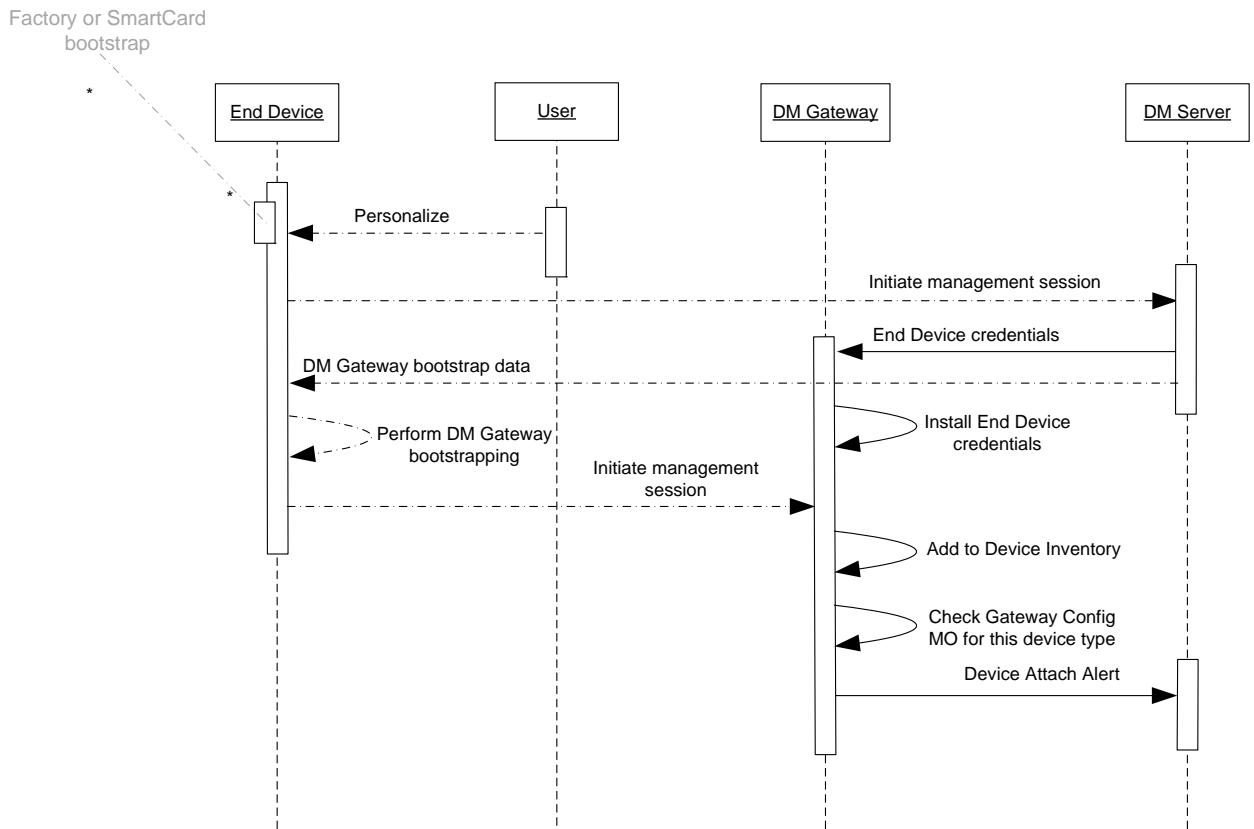 Factory or SmartCard
bootstrap
*
End Device
User
DM Gateway
DM Server
*
Personalize
Initiate management session
End Device credentials
DM Gateway bootstrap data
Install End Device
credentials
Perform DM Gateway
bootstrapping
Initiate management
session
Add to Device Inventory
Check Gateway Config
MO for this device type
Device Attach Alert